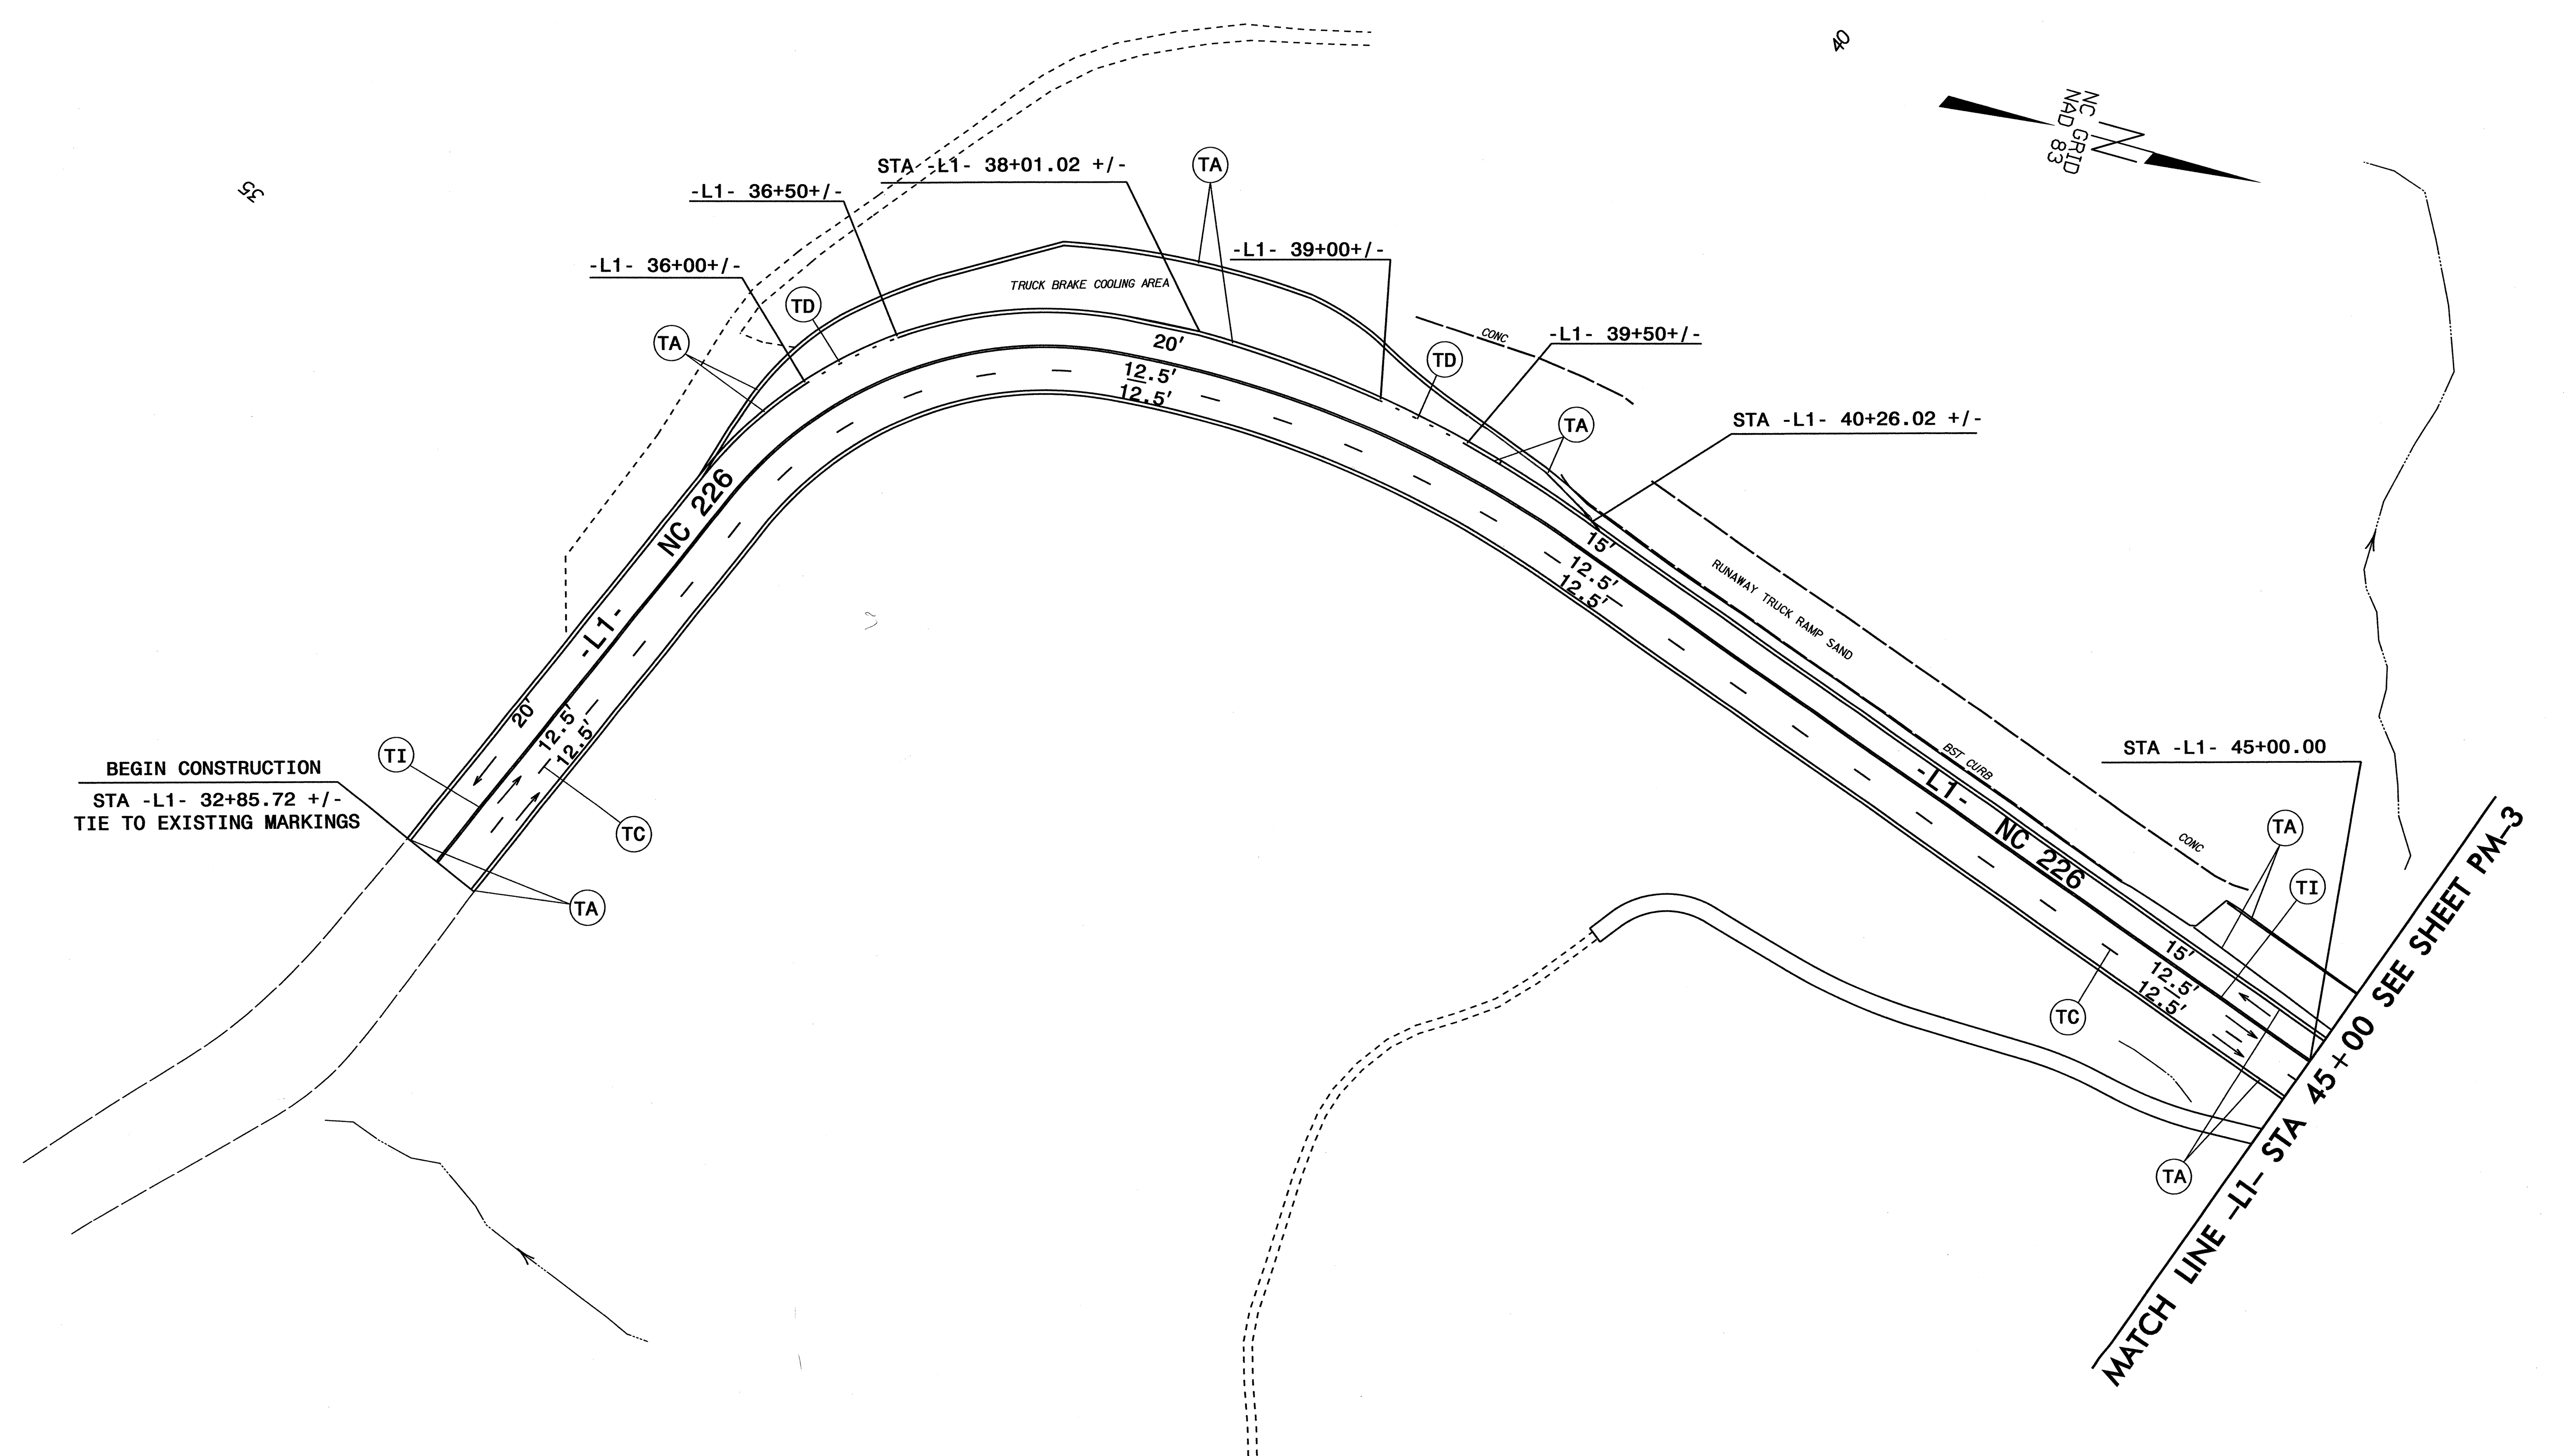 40
NC GRID
NAD 83
35
STA -L1- 38+01.02 +/-
TA
-L1- 36+50+/-
-L1- 39+00+/-
-L1- 36+00+/-
TRUCK BRAKE COOLING AREA
TD
TA
20'
CONC
-L1- 39+50+/-
TD
12.5'
12.5'
TA
STA -L1- 40+26.02 +/-
NC 226
15'
12.5'
12.5'
RUNAWAY TRUCK RAMP SAND
-L1-
20'
12.5'
12.5'
TI
BEGIN CONSTRUCTION
STA -L1- 32+85.72 +/-
TIE TO EXISTING MARKINGS
TC
TA
BST CURB
STA -L1- 45+00.00
-L1-
NC 226
CONC
TA
TI
15'
12.5'
12.5'
TC
TA
MATCH LINE -L1- STA 45+00 SEE SHEET PM-3